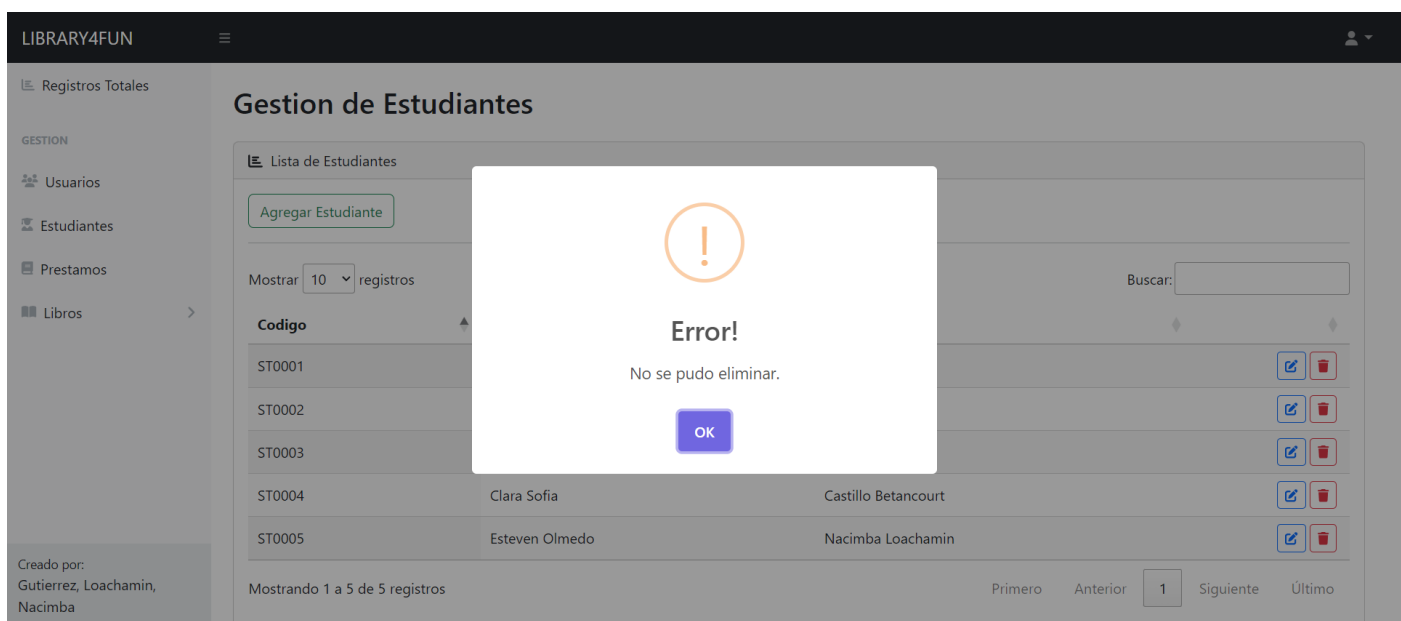 LIBRARY4FUN
Registros Totales
GESTION
Usuarios
Estudiantes
Prestamos
Libros
Creado por:
Gutierrez, Loachamin,
Nacimba
Gestion de Estudiantes
Lista de Estudiantes
Agregar Estudiante
Mostrar 10 registros
Buscar:
Codigo
ST0001
ST0002
ST0003
ST0004 Clara Sofia Castillo Betancourt
ST0005 Esteven Olmedo Nacimba Loachamin
Mostrando 1 a 5 de 5 registros
Primero Anterior 1 Siguiente Último
!
Error!
No se pudo eliminar.
OK